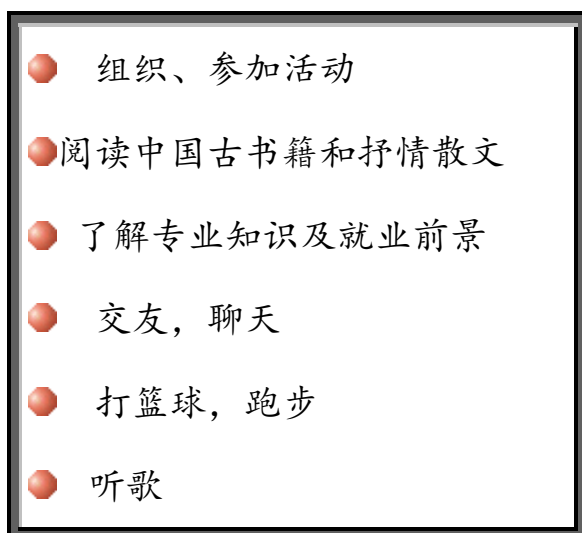 组织、参加活动
阅读中国古书籍和抒情散文
了解专业知识及就业前景
交友，聊天
打篮球，跑步
听歌